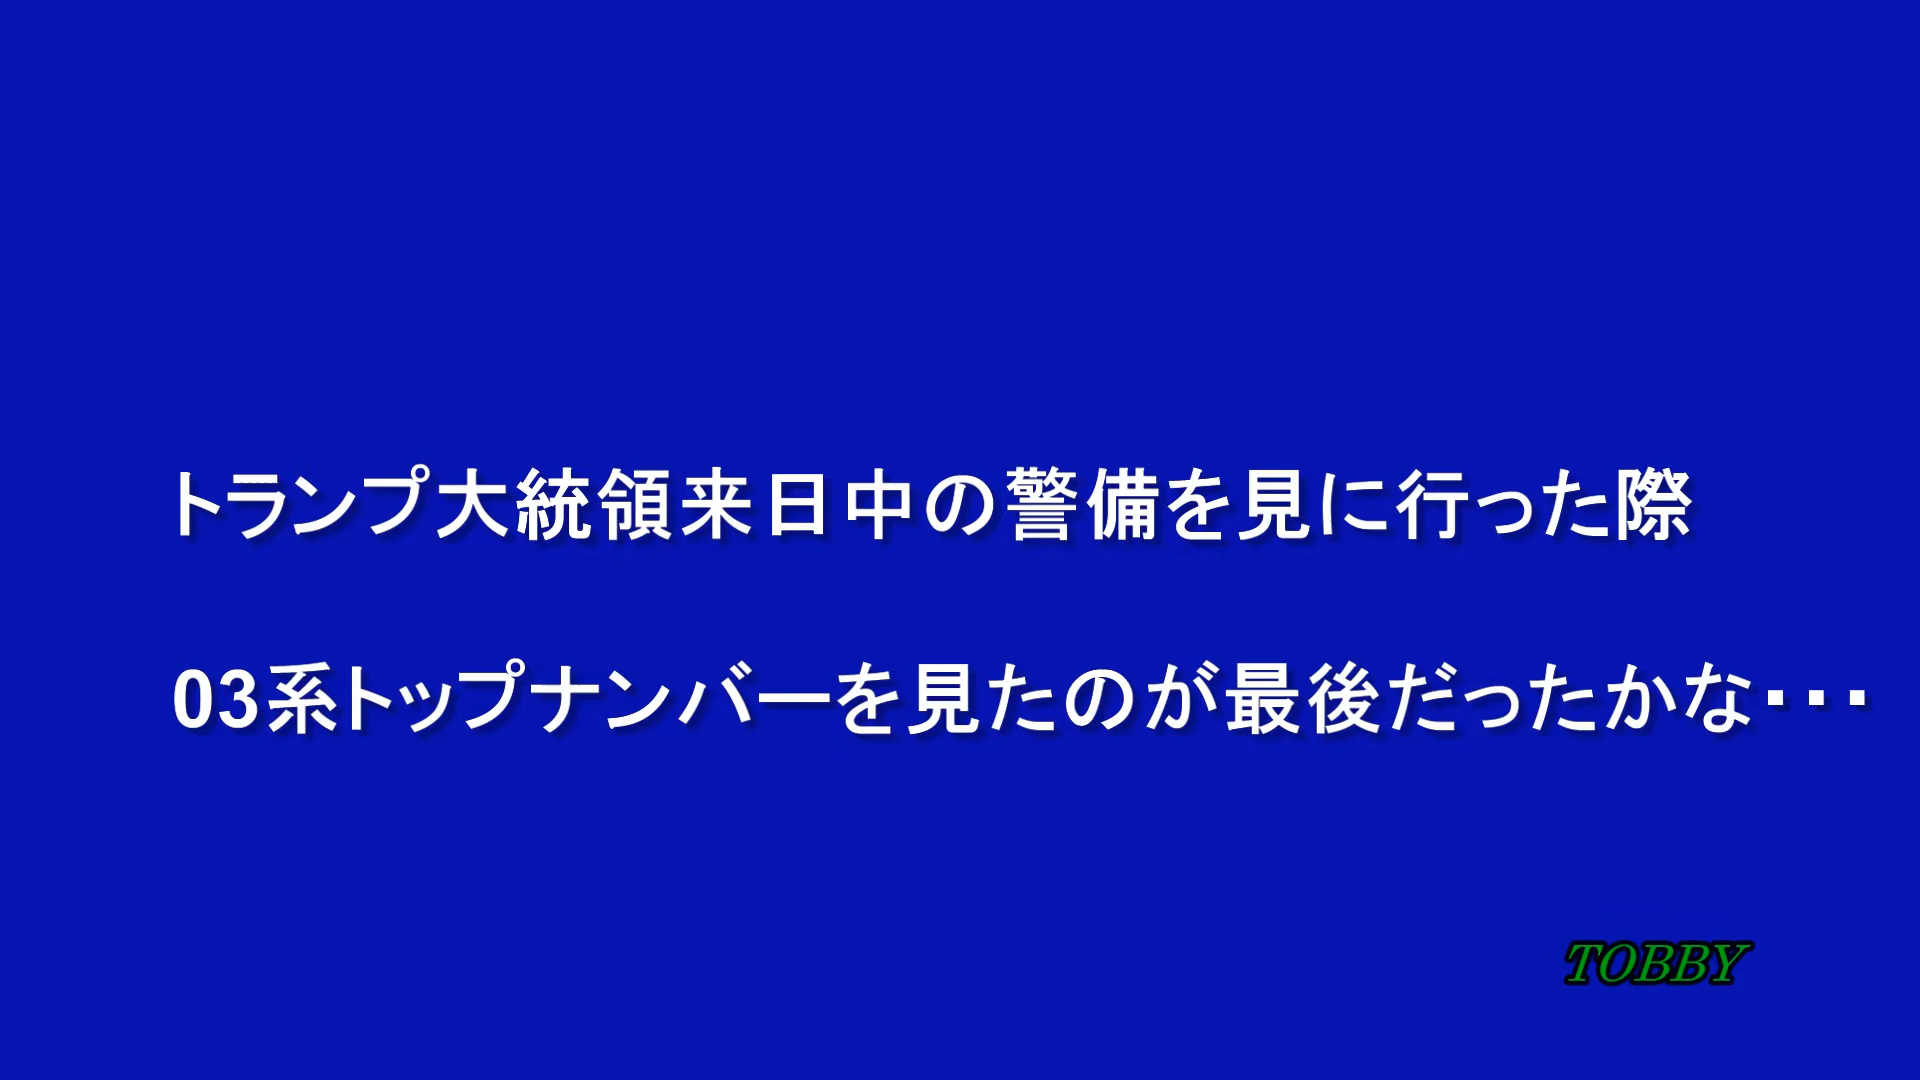 トランプ大統領来日中の警備を見に行った際
03系トップナンバーを見たのが最後だったかな・・・
TOBBY